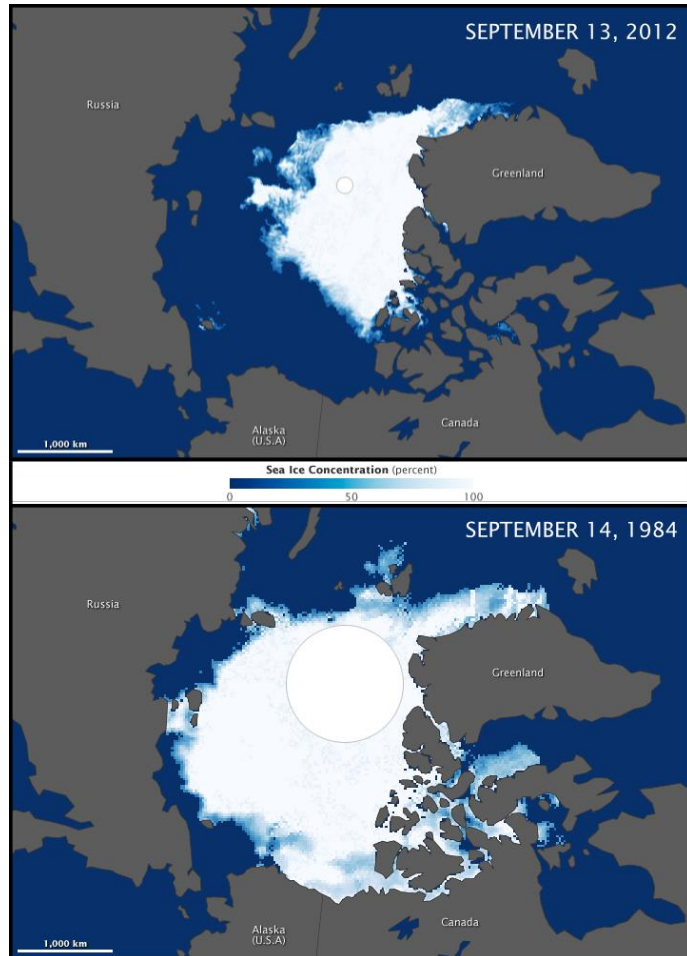 SEPTEMBER 13, 2012
Russia
Greenland
Alaska
(U.S.A)
Canada
1,000 km
Sea Ice Concentration (percent)
0 50 100
SEPTEMBER 14, 1984
Russia
Greenland
Alaska
(U.S.A)
Canada
1,000 km